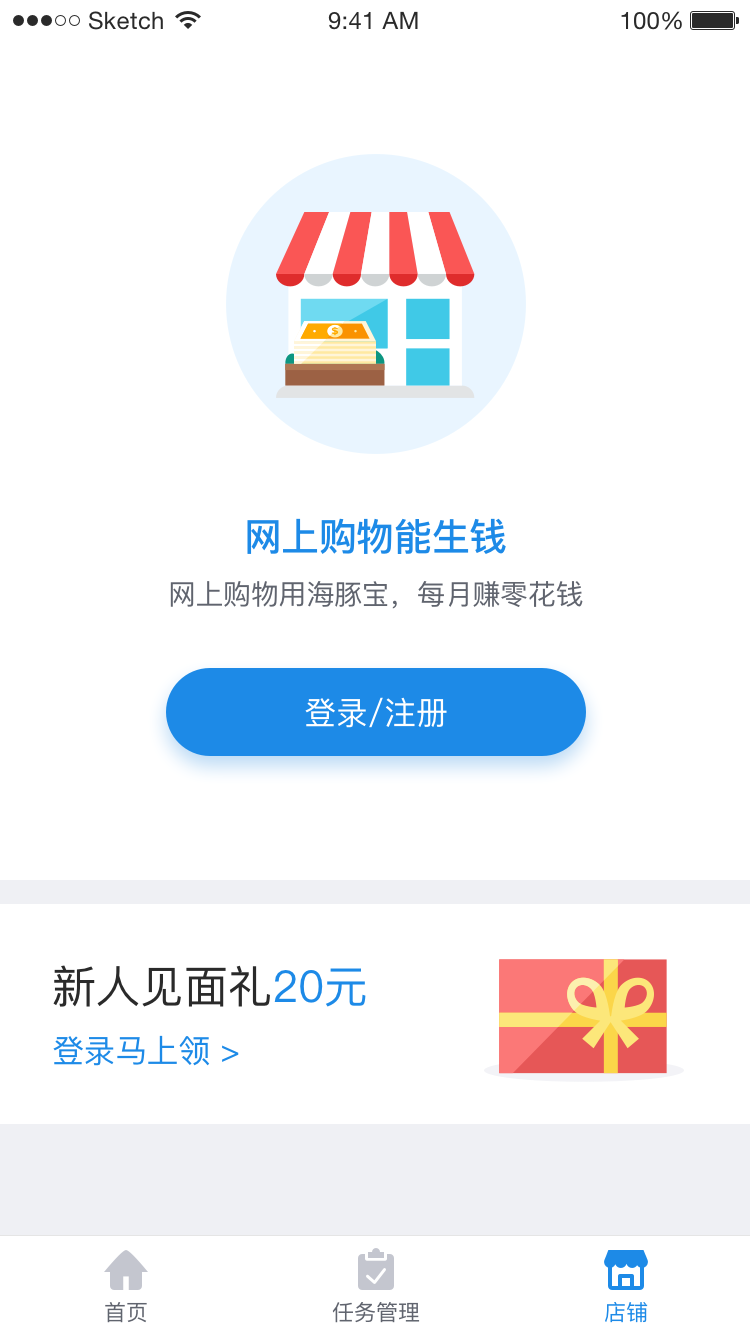 Sketch 9:41 AM 100%
$
网上购物能生钱
网上购物用海豚宝，每月赚零花钱
登录/注册
新人见面礼20元
登录马上领 >
首页 任务管理 店铺